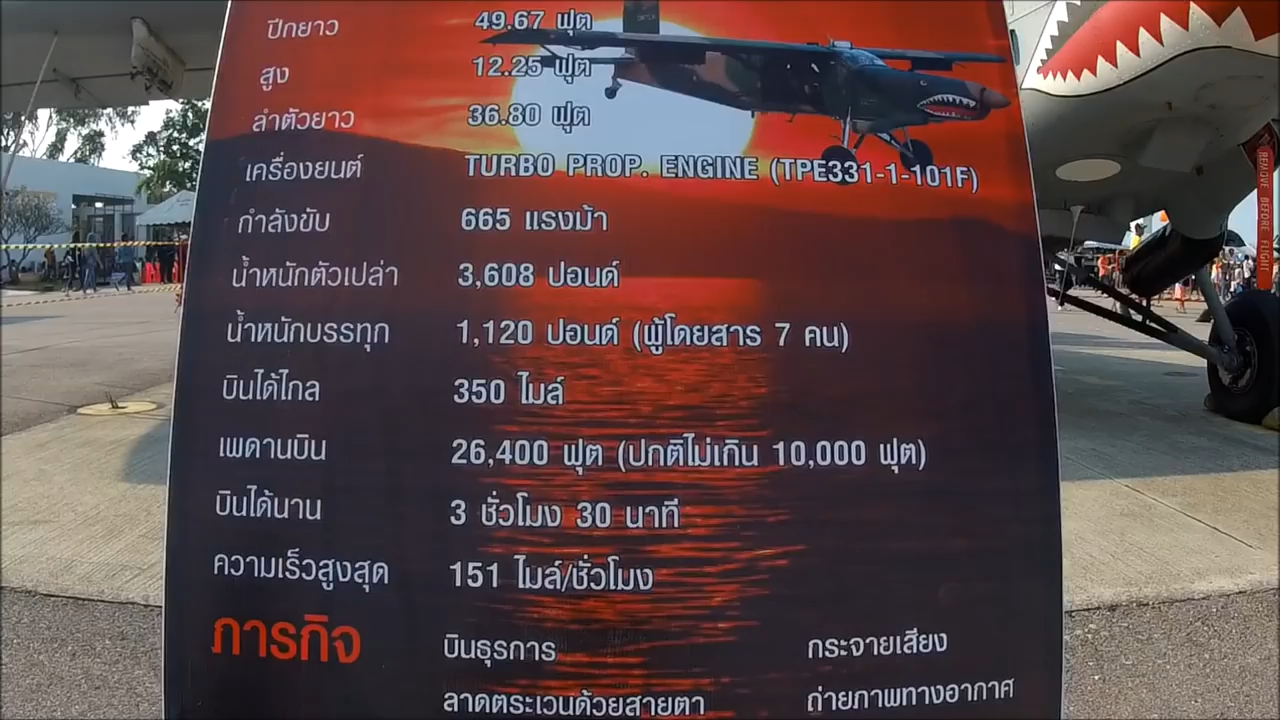 ปีกยาว 49.67 ฟุต
สูง 12.25 ฟุต
ลำตัวยาว 36.80 ฟุต
เครื่องยนต์ TURBO PROP. ENGINE (TPE331-1-101F)
กำลังขับ 665 แรงม้า
น้ำหนักตัวเปล่า 3,608 ปอนด์
น้ำหนักบรรทุก 1,120 ปอนด์ (ผู้โดยสาร 7 คน)
บินได้ไกล 350 ไมล์
เพดานบิน 26,400 ฟุต (ปกติไม่เกิน 10,000 ฟุต)
บินได้นาน 3 ชั่วโมง 30 นาที
ความเร็วสูงสุด 151 ไมล์/ชั่วโมง
ภารกิจ บินธุรการ กระจายเสียง
ลาดตระเวนด้วยสายตา ถ่ายภาพทางอากาศ
REMOVE BEFORE FLIGHT